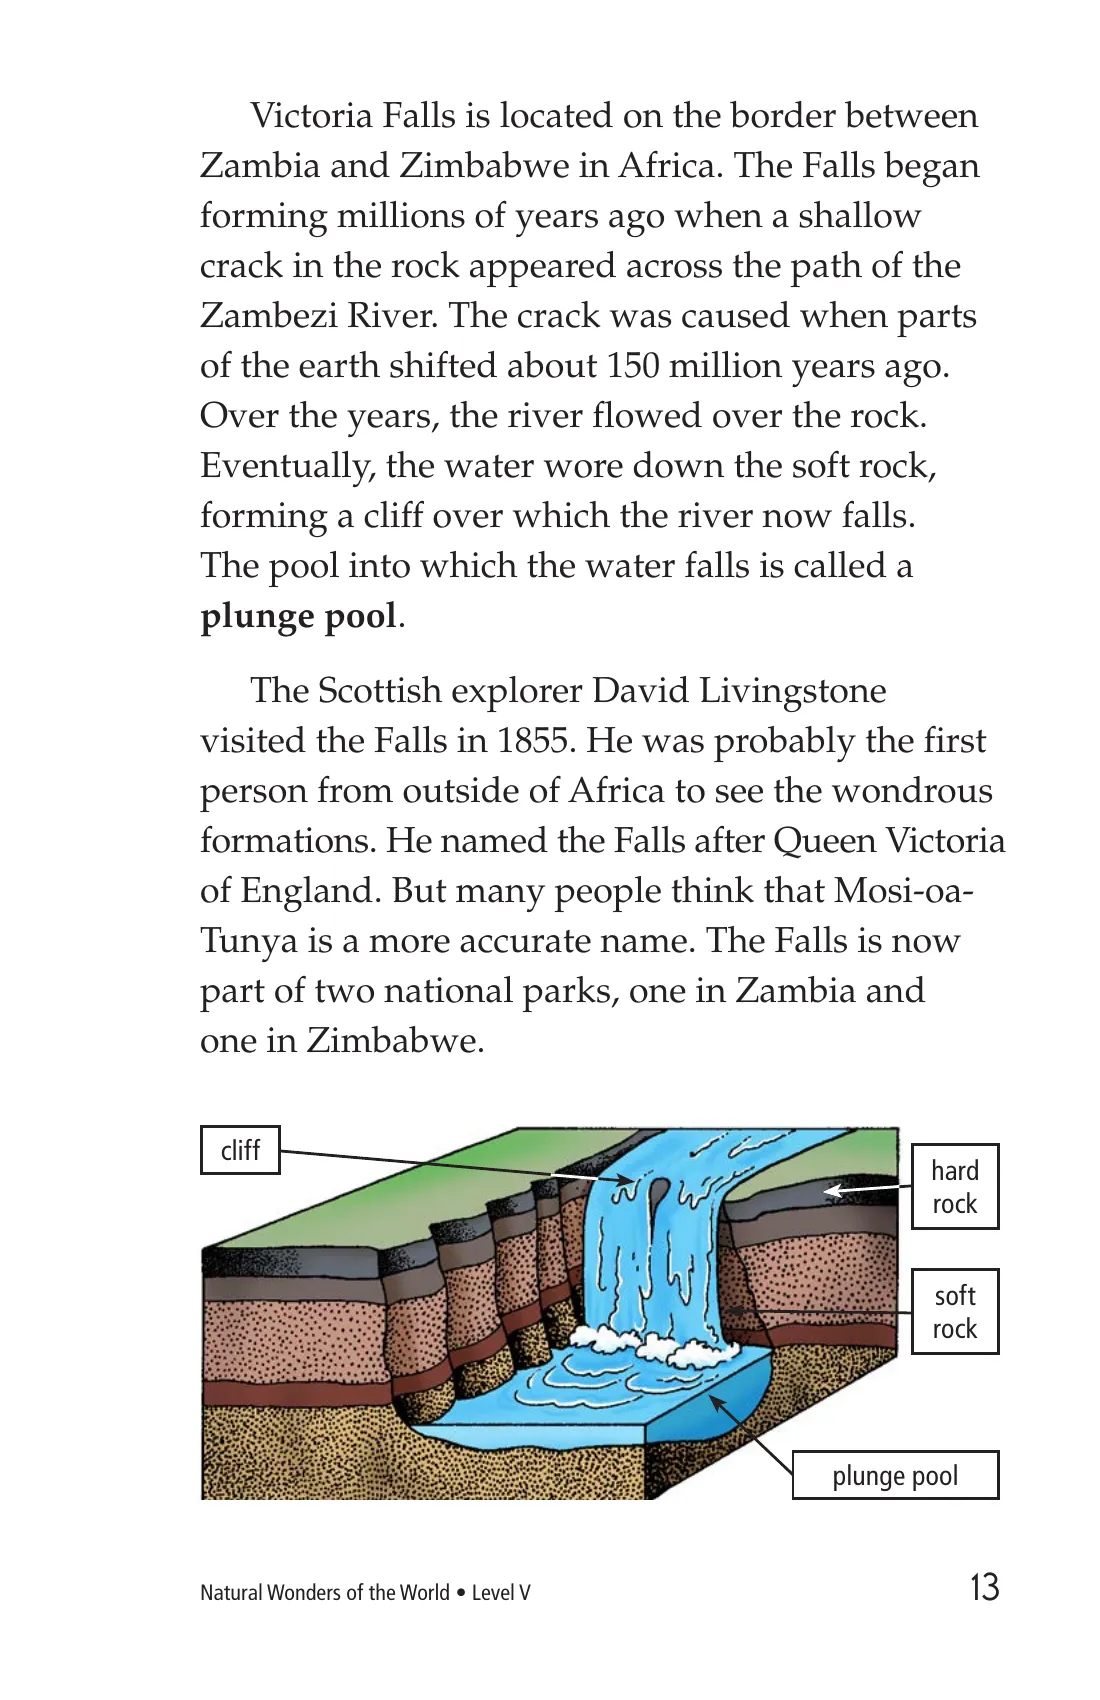 Victoria Falls is located on the border between
Zambia and Zimbabwe in Africa. The Falls began
forming millions of years ago when a shallow
crack in the rock appeared across the path of the
Zambezi River. The crack was caused when parts
of the earth shifted about 150 million years ago.
Over the years, the river flowed over the rock.
Eventually, the water wore down the soft rock,
forming a cliff over which the river now falls.
The pool into which the water falls is called a
plunge pool.
The Scottish explorer David Livingstone
visited the Falls in 1855. He was probably the first
person from outside of Africa to see the wondrous
formations. He named the Falls after Queen Victoria
of England. But many people think that Mosi-oa-
Tunya is a more accurate name. The Falls is now
part of two national parks, one in Zambia and
one in Zimbabwe.
cliff
hard
rock
soft
rock
plunge pool
Natural Wonders of the World • Level V
13